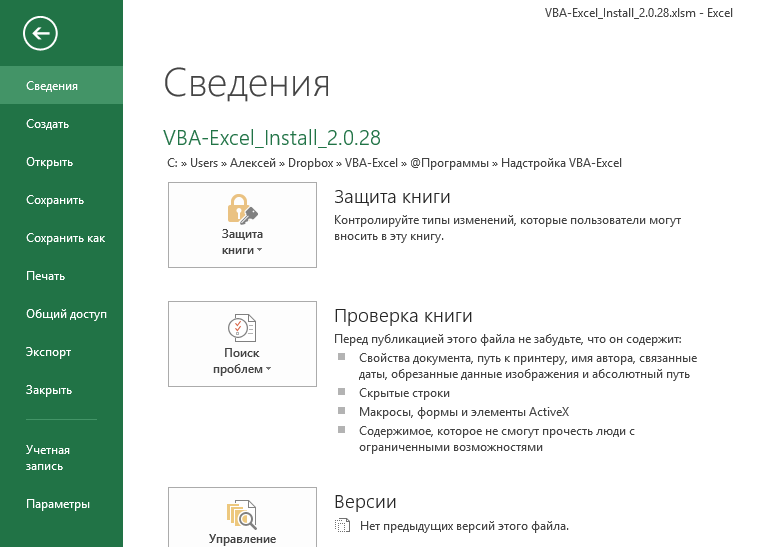 VBA-Excel_Install_2.0.28.xlsm - Excel
Сведения
Создать
Открыть
Сохранить
Сохранить как
Печать
Общий доступ
Экспорт
Закрыть
Учетная
запись
Параметры
Сведения
VBA-Excel_Install_2.0.28
C: » Users » Алексей » Dropbox » VBA-Excel » @Программы » Надстройка VBA-Excel
Защита
книги
Защита книги
Контролируйте типы изменений, которые пользователи могут
вносить в эту книгу.
Поиск
проблем
Проверка книги
Перед публикацией этого файла не забудьте, что он содержит:
Свойства документа, путь к принтеру, имя автора, связанные
даты, обрезанные данные изображения и абсолютный путь
Скрытые строки
Макросы, формы и элементы ActiveX
Содержимое, которое не смогут прочесть люди с
ограниченными возможностями
Управление
Версии
Нет предыдущих версий этого файла.